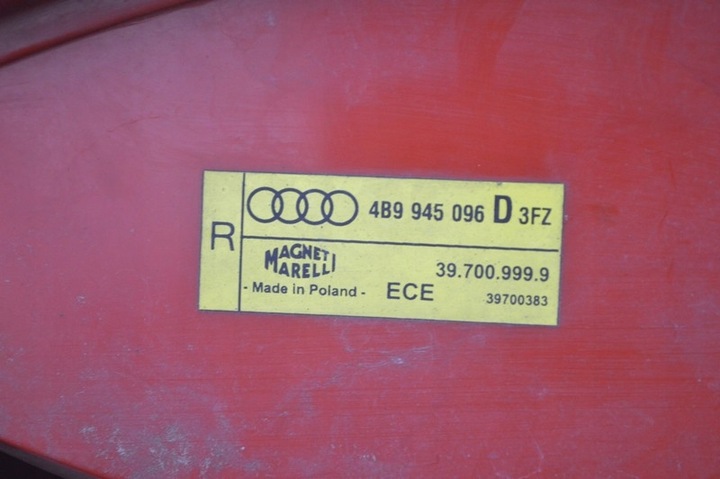 R
4B9 945 096 D 3FZ
MAGNETI MARELLI
39.700.999.9
- Made in Poland - ECE
39700383